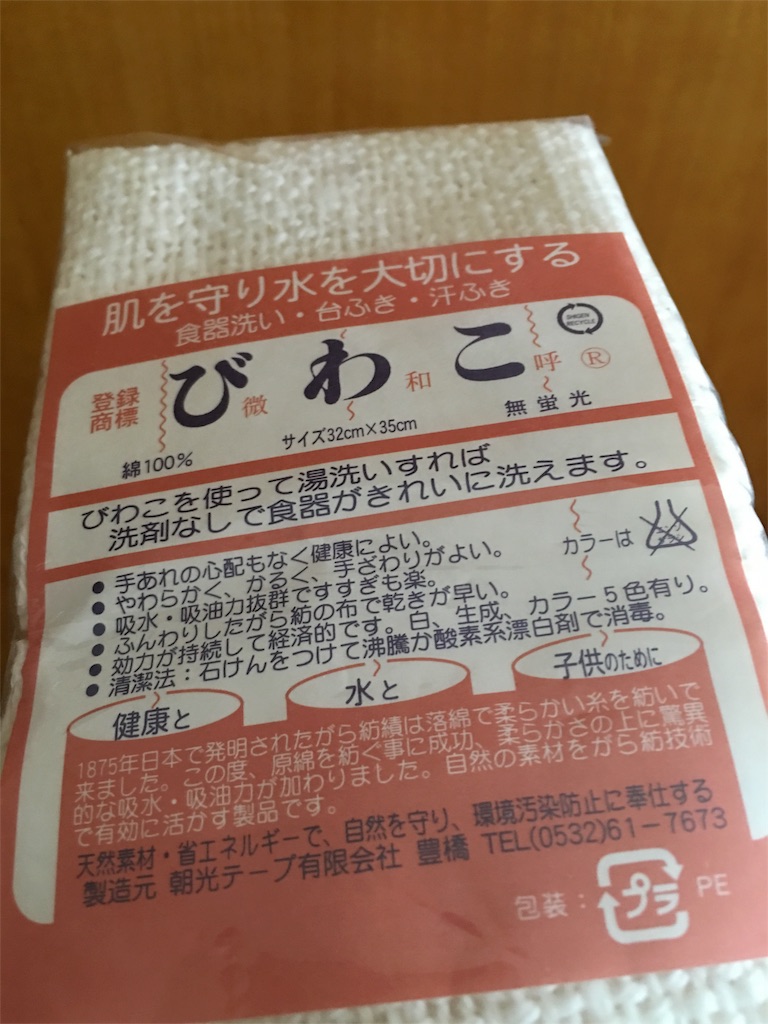 肌を守り水を大切にする
食器洗い・台ふき・汗ふき
SHIGEN RECYCLE
登録商標
びわこ
微 和 呼 ®
綿100%
サイズ32cm×35cm
無蛍光
びわこを使って湯洗いすれば
洗剤なしで食器がきれいに洗えます。
● 手あれの心配もなく健康によい。
● やわらかく、かるく、手ざわりがよい。
カラーは
● 吸水・吸油力抜群ですすぎも楽。
● ふんわりしたがら紡の布で乾きが早い。
● 効力が持続して経済的です。白、生成、カラー5色有り。
● 清潔法:石けんをつけて沸騰か酸素系漂白剤で消毒。
健康と
水と
子供のために
1875年日本で発明されたがら紡績は落綿で柔らかい糸を紡いで
来ました。この度、原綿を紡ぐ事に成功、柔らかさの上に驚異
的な吸水・吸油力が加わりました。自然の素材をがら紡技術
で有効に活かす製品です。
天然素材・省エネルギーで、自然を守り、環境汚染防止に奉仕する
製造元 朝光テープ有限会社 豊橋 TEL(0532)61-7673
包装: プラ PE